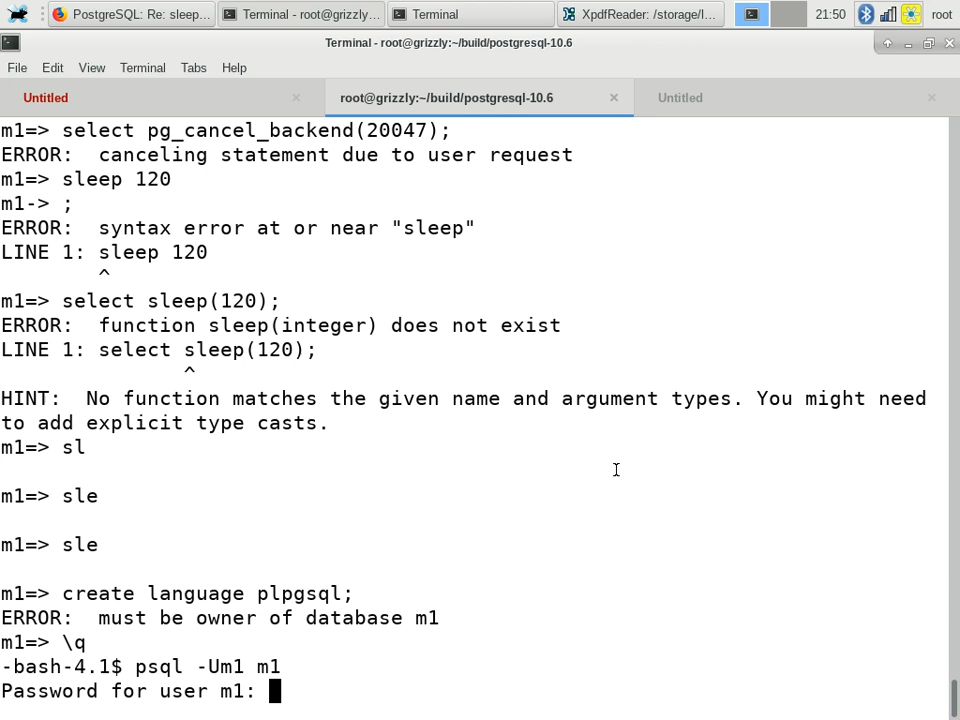 PostgreSQL: Re: sleep...
Terminal - root@grizzly:...
Terminal
XpdfReader: /storage/l...
21:50
root
Terminal - root@grizzly:~/build/postgresql-10.6
File Edit View Terminal Tabs Help
Untitled
root@grizzly:~/build/postgresql-10.6
Untitled
m1=> select pg_cancel_backend(20047);
ERROR:  canceling statement due to user request
m1=> sleep 120
m1-> ;
ERROR:  syntax error at or near "sleep"
LINE 1: sleep 120
        ^
m1=> select sleep(120);
ERROR:  function sleep(integer) does not exist
LINE 1: select sleep(120);
               ^
HINT:  No function matches the given name and argument types. You might need
to add explicit type casts.
m1=> sl
m1=> sle
m1=> sle
m1=> create language plpgsql;
ERROR:  must be owner of database m1
m1=> \q
-bash-4.1$ psql -Um1 m1
Password for user m1: